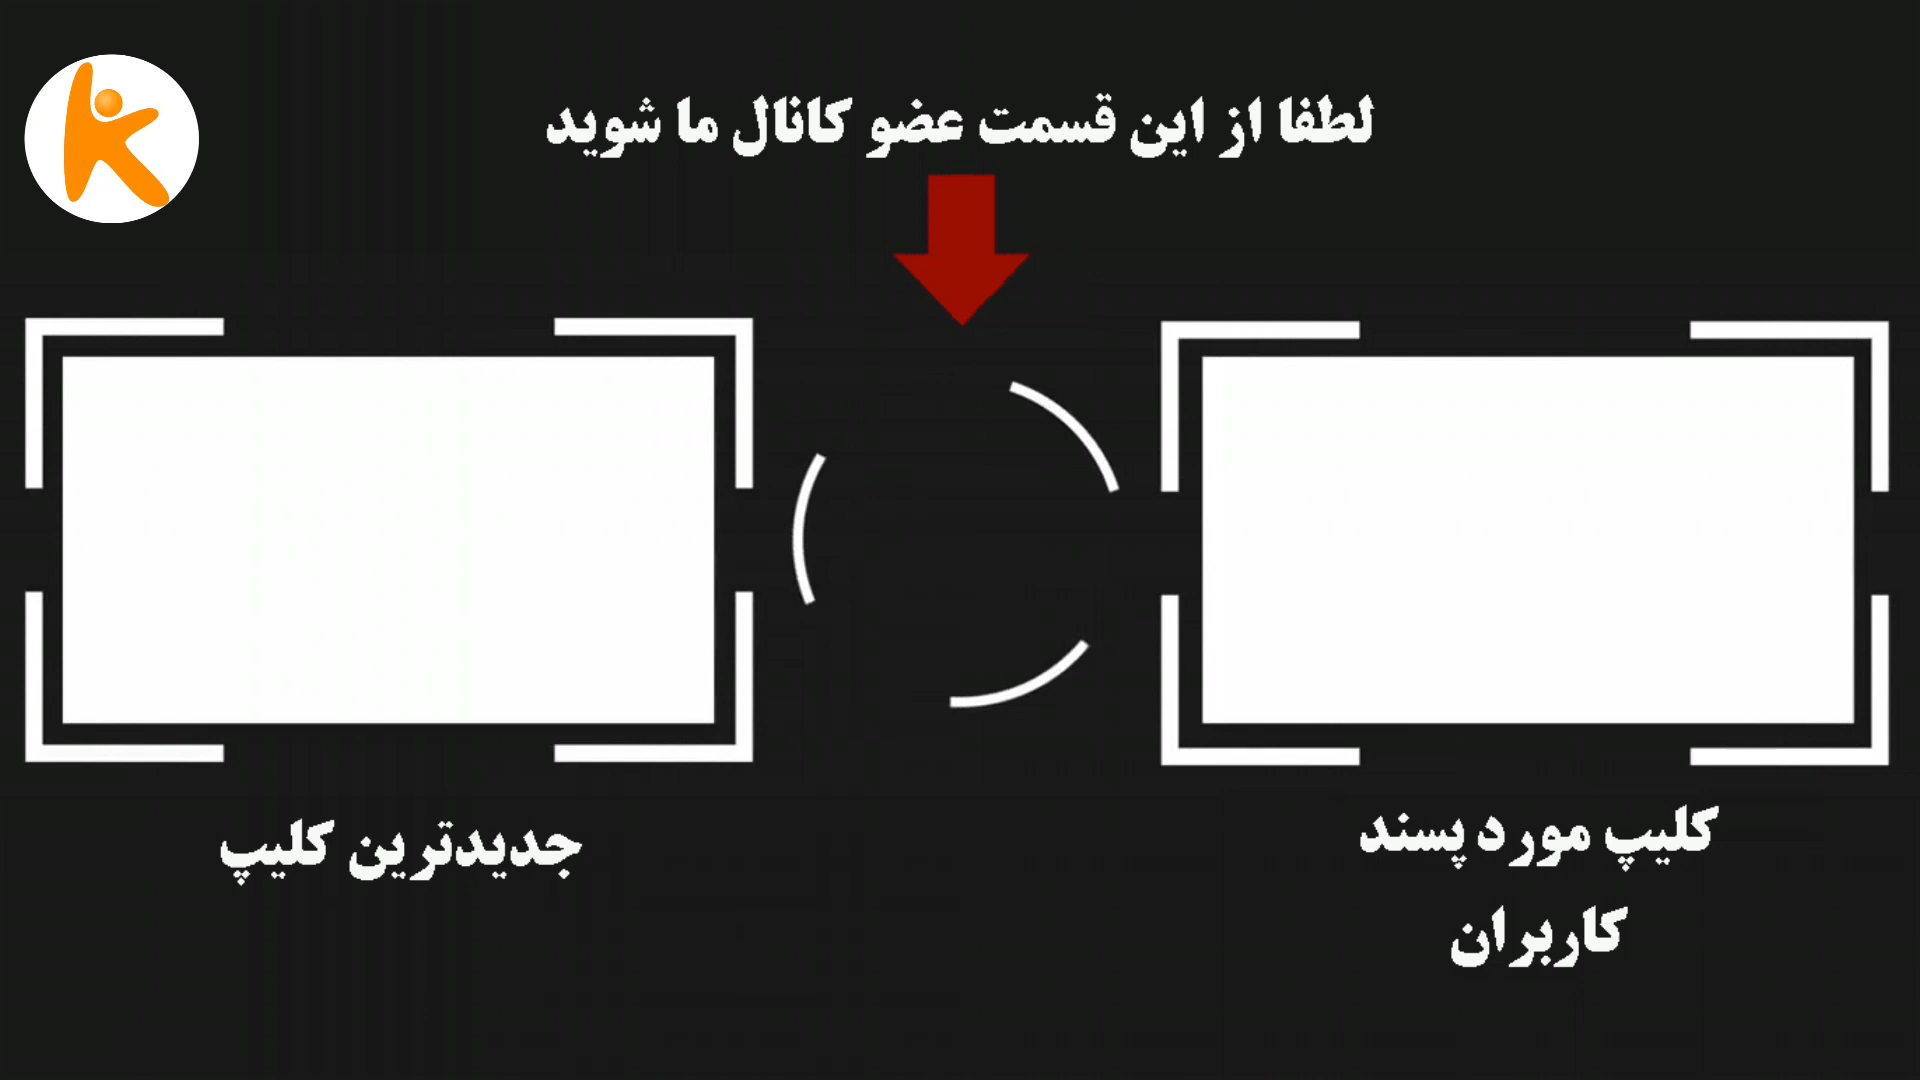 لطفا از این قسمت عضو کانال ما شوید
کلیپ مورد پسند
کاربران
جدیدترین کلیپ